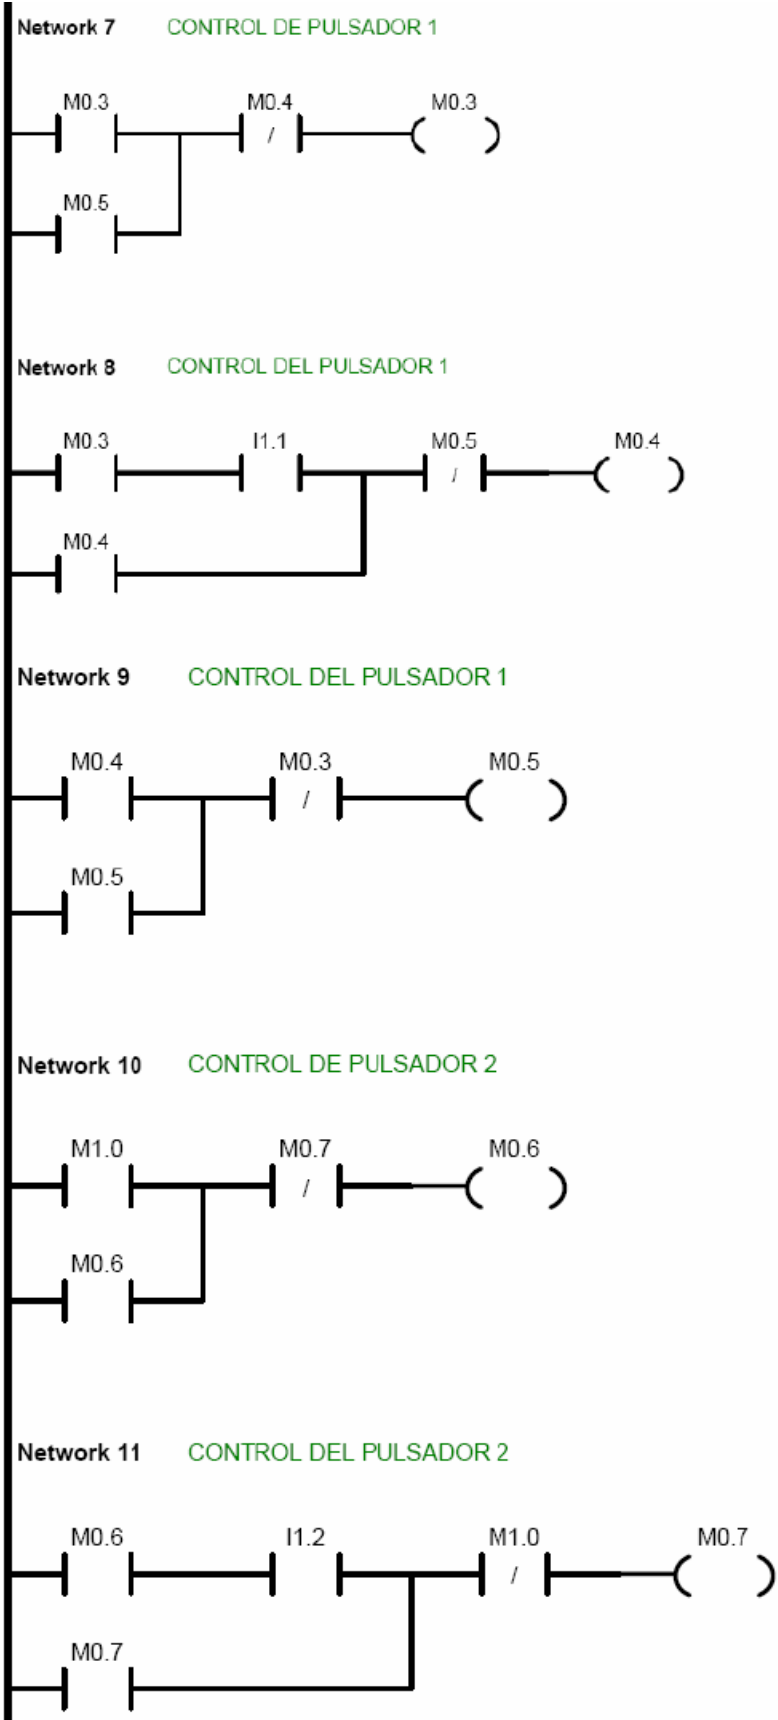 Network 7 CONTROL DE PULSADOR 1
M0.3 M0.4 M0.3
/
M0.5
Network 8 CONTROL DEL PULSADOR 1
M0.3 I1.1 M0.5 M0.4
/
M0.4
Network 9 CONTROL DEL PULSADOR 1
M0.4 M0.3 M0.5
/
M0.5
Network 10 CONTROL DE PULSADOR 2
M1.0 M0.7 M0.6
/
M0.6
Network 11 CONTROL DEL PULSADOR 2
M0.6 I1.2 M1.0 M0.7
/
M0.7